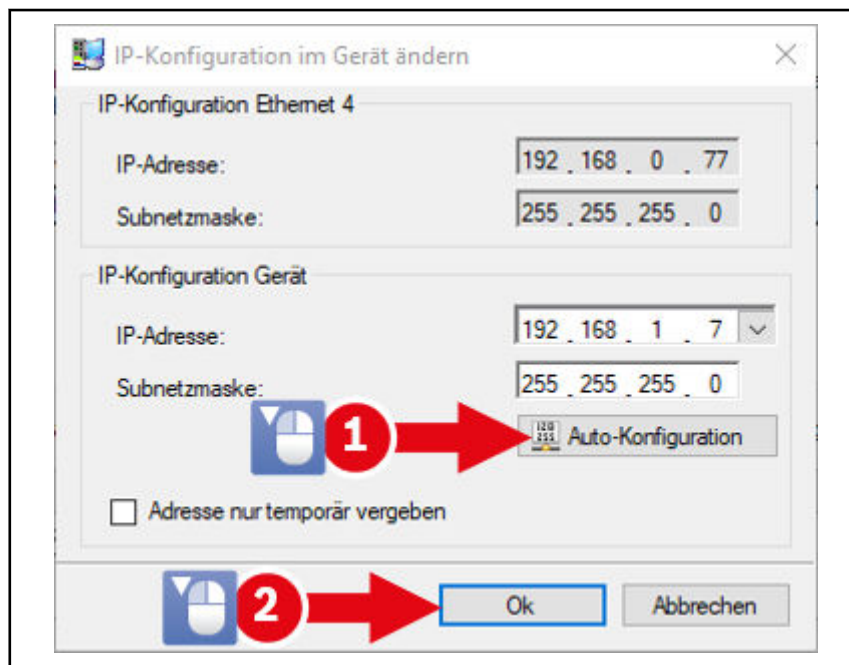 IP-Konfiguration im Gerät ändern
IP-Konfiguration Ethernet 4
IP-Adresse: 192 . 168 . 0 . 77
Subnetzmaske: 255 . 255 . 255 . 0
IP-Konfiguration Gerät
IP-Adresse: 192 . 168 . 1 . 7
Subnetzmaske: 255 . 255 . 255 . 0
1 Auto-Konfiguration
Adresse nur temporär vergeben
2 Ok Abbrechen